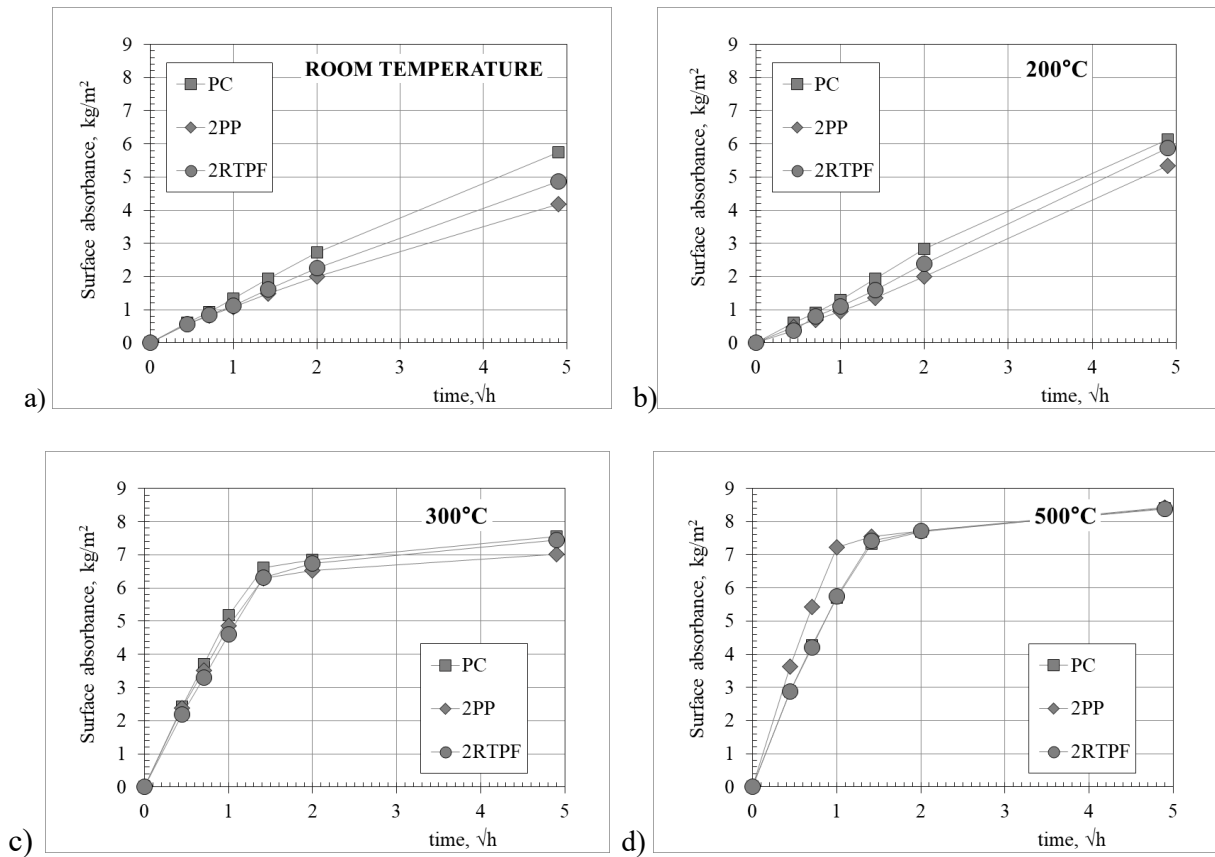 9
8
7
6
5
4
3
2
1
0
Surface absorbance, kg/m²
ROOM TEMPERATURE
PC
2PP
2RTPF
0 1 2 3 4 5
time, √h
a)
9
8
7
6
5
4
3
2
1
0
Surface absorbance, kg/m²
200°C
PC
2PP
2RTPF
0 1 2 3 4 5
time, √h
b)
9
8
7
6
5
4
3
2
1
0
Surface absorbance, kg/m²
300°C
PC
2PP
2RTPF
0 1 2 3 4 5
time, √h
c)
9
8
7
6
5
4
3
2
1
0
Surface absorbance, kg/m²
500°C
PC
2PP
2RTPF
0 1 2 3 4 5
time, √h
d)